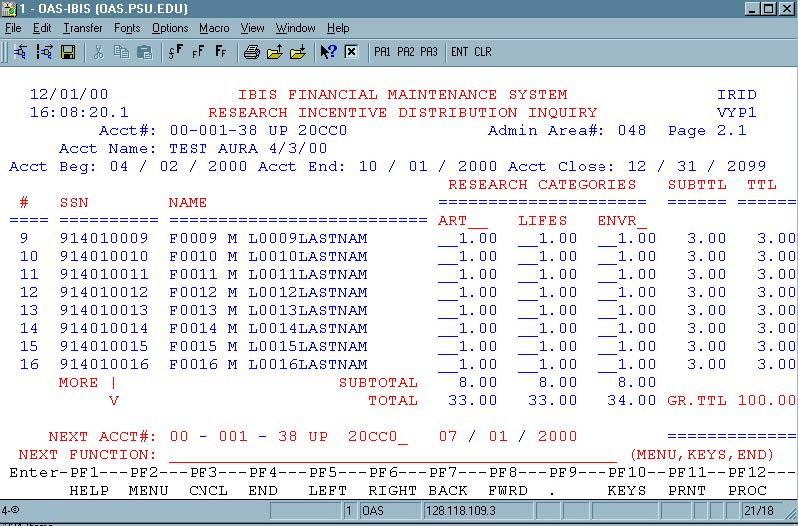 1 - OAS-IBIS (OAS.PSU.EDU)
File Edit Transfer Fonts Options Macro View Window Help
PA1 PA2 PA3 ENT CLR
12/01/00 IBIS FINANCIAL MAINTENANCE SYSTEM IRID
16:08:20.1 RESEARCH INCENTIVE DISTRIBUTION INQUIRY VYP1
Acct#: 00-001-38 UP 20CC0 Admin Area#: 048 Page 2.1
Acct Name: TEST AURA 4/3/00
Acct Beg: 04 / 02 / 2000 Acct End: 10 / 01 / 2000 Acct Close: 12 / 31 / 2099
RESEARCH CATEGORIES SUBTTL TTL
# SSN NAME ===================== ====== ======
==== ========== ========================== ART__ LIFES ENVR_
9 914010009 F0009 M L0009LASTNAM __1.00 __1.00 __1.00 3.00 3.00
10 914010010 F0010 M L0010LASTNAM __1.00 __1.00 __1.00 3.00 3.00
11 914010011 F0011 M L0011LASTNAM __1.00 __1.00 __1.00 3.00 3.00
12 914010012 F0012 M L0012LASTNAM __1.00 __1.00 __1.00 3.00 3.00
13 914010013 F0013 M L0013LASTNAM __1.00 __1.00 __1.00 3.00 3.00
14 914010014 F0014 M L0014LASTNAM __1.00 __1.00 __1.00 3.00 3.00
15 914010015 F0015 M L0015LASTNAM __1.00 __1.00 __1.00 3.00 3.00
16 914010016 F0016 M L0016LASTNAM __1.00 __1.00 __1.00 3.00 3.00
MORE | SUBTOTAL 8.00 8.00 8.00
V TOTAL 33.00 33.00 34.00 GR.TTL 100.00
NEXT ACCT#: 00 - 001 - 38 UP 20CC0_ 07 / 01 / 2000 =============
NEXT FUNCTION: _____________________________________________ (MENU,KEYS,END)
Enter-PF1---PF2---PF3---PF4---PF5---PF6---PF7---PF8---PF9---PF10--PF11--PF12---
HELP MENU CNCL END LEFT RIGHT BACK FWRD . KEYS PRNT PROC
4-© 1 OAS 128.118.109.3 21/18